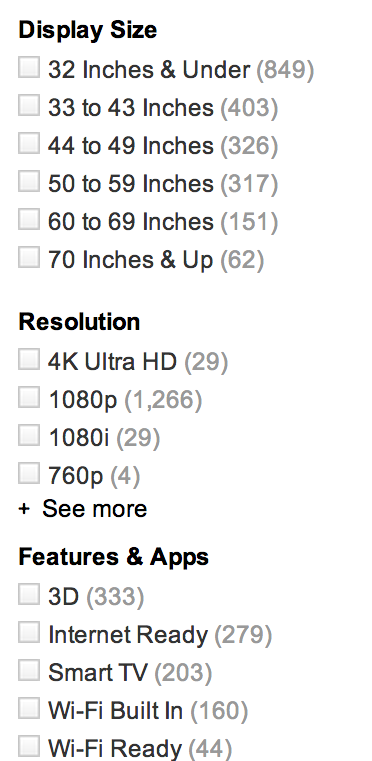 Display Size
32 Inches & Under (849)
33 to 43 Inches (403)
44 to 49 Inches (326)
50 to 59 Inches (317)
60 to 69 Inches (151)
70 Inches & Up (62)
Resolution
4K Ultra HD (29)
1080p (1,266)
1080i (29)
760p (4)
+ See more
Features & Apps
3D (333)
Internet Ready (279)
Smart TV (203)
Wi-Fi Built In (160)
Wi-Fi Ready (44)